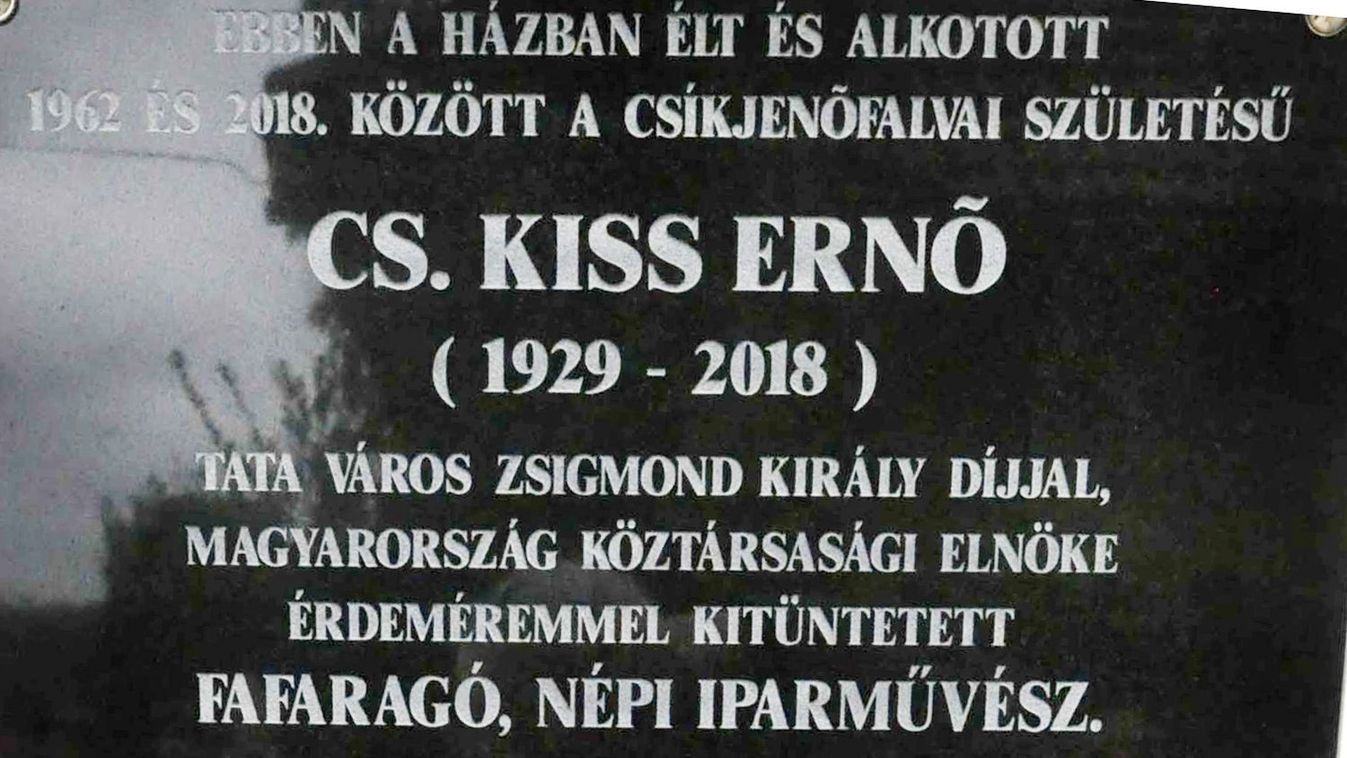 EBBEN A HÁZBAN ÉLT ÉS ALKOTOTT
1962 ÉS 2018. KÖZÖTT A CSÍKJENÕFALVAI SZÜLETÉSŰ
CS. KISS ERNÕ
( 1929 - 2018 )
TATA VÁROS ZSIGMOND KIRÁLY DÍJJAL,
MAGYARORSZÁG KÖZTÁRSASÁGI ELNÖKE
ÉRDEMÉREMMEL KITÜNTETETT
FAFARAGÓ, NÉPI IPARMŰVÉSZ.